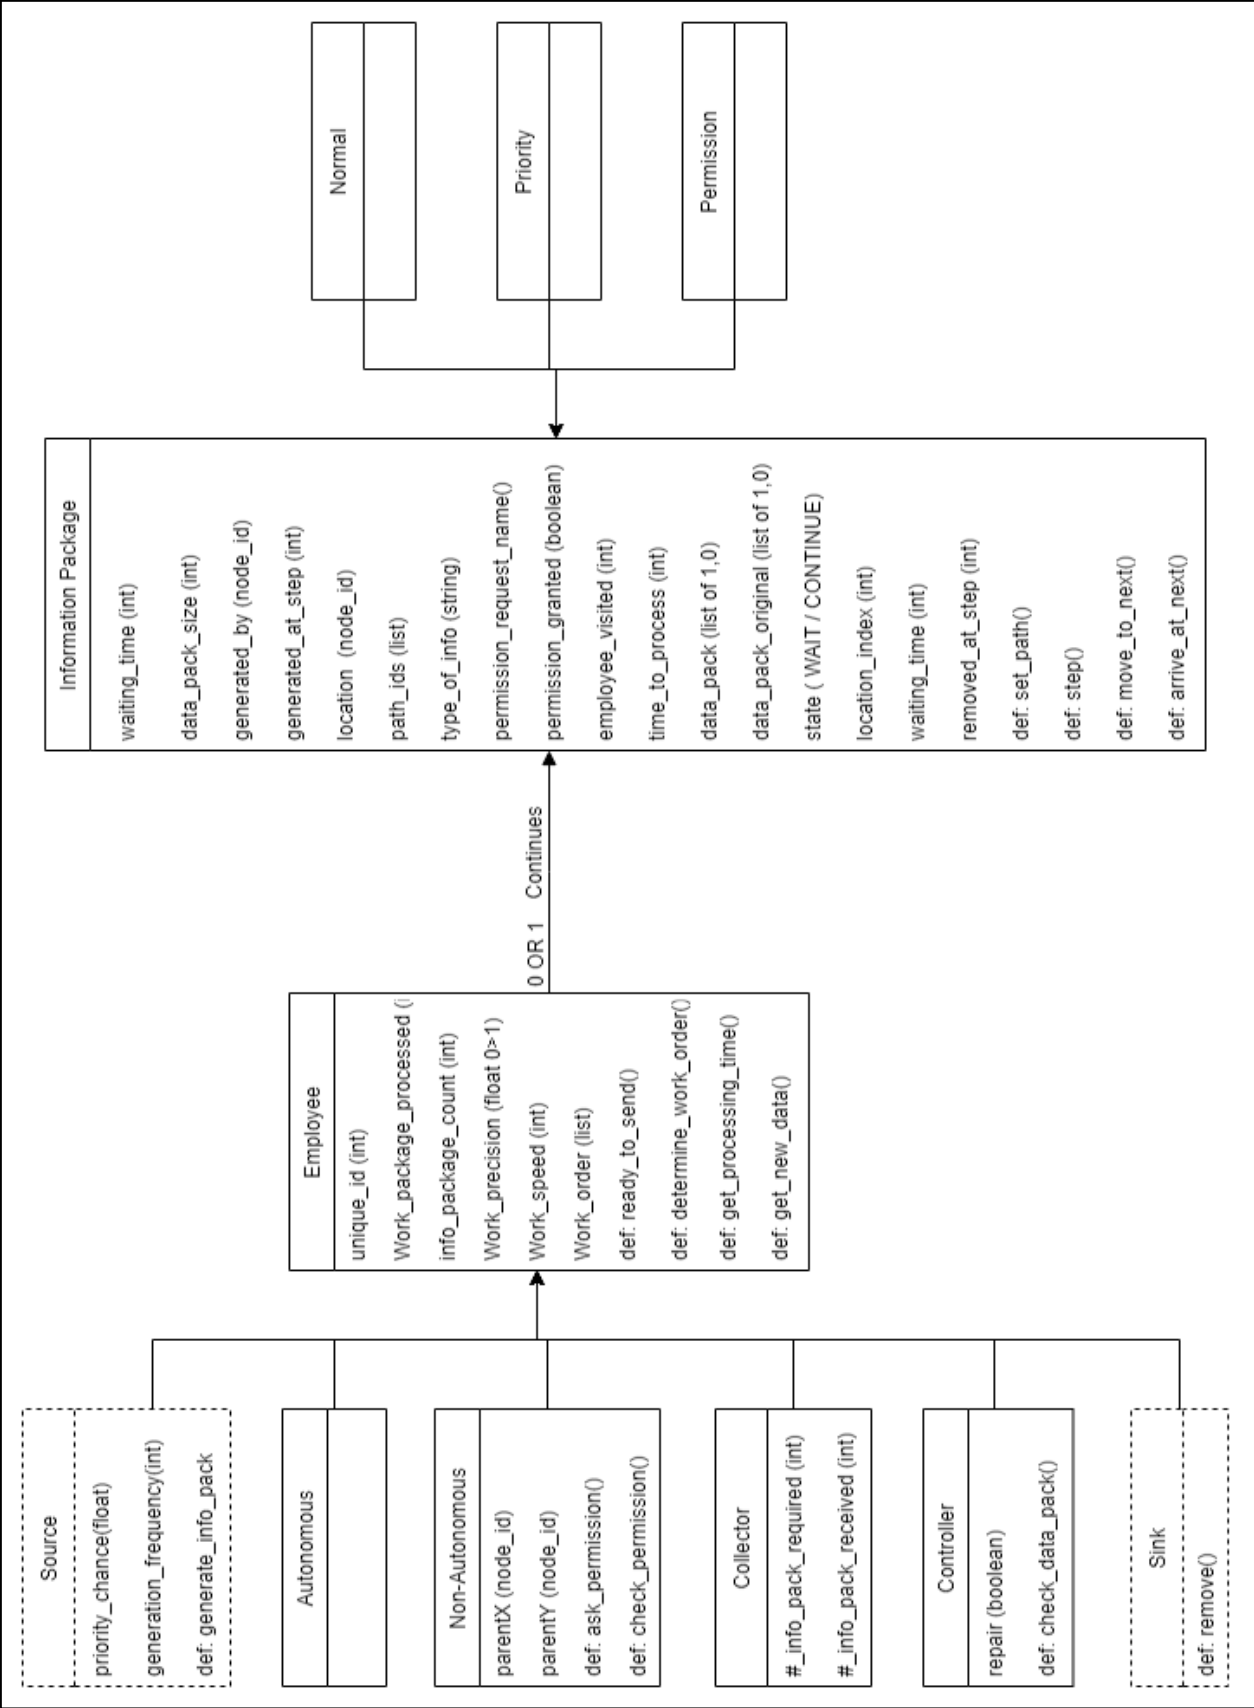 Source
priority_chance(float)
generation_frequency(int)
def: generate_info_pack
Autonomous
Non-Autonomous
parentX (node_id)
parentY (node_id)
def: ask_permission()
def: check_permission()
Collector
#_info_pack_required (int)
#_info_pack_received (int)
Controller
repair (boolean)
def: check_data_pack()
Sink
def: remove()
Employee
unique_id (int)
Work_package_processed (i
info_package_count (int)
Work_precision (float 0>1)
Work_speed (int)
Work_order (list)
def: ready_to_send()
def: determine_work_order()
def: get_processing_time()
def: get_new_data()
0 OR 1 Continues
Information Package
waiting_time (int)
data_pack_size (int)
generated_by (node_id)
generated_at_step (int)
location (node_id)
path_ids (list)
type_of_info (string)
permission_request_name()
permission_granted (boolean)
employee_visited (int)
time_to_process (int)
data_pack (list of 1,0)
data_pack_original (list of 1,0)
state ( WAIT / CONTINUE)
location_index (int)
waiting_time (int)
removed_at_step (int)
def: set_path()
def: step()
def: move_to_next()
def: arrive_at_next()
Normal
Priority
Permission